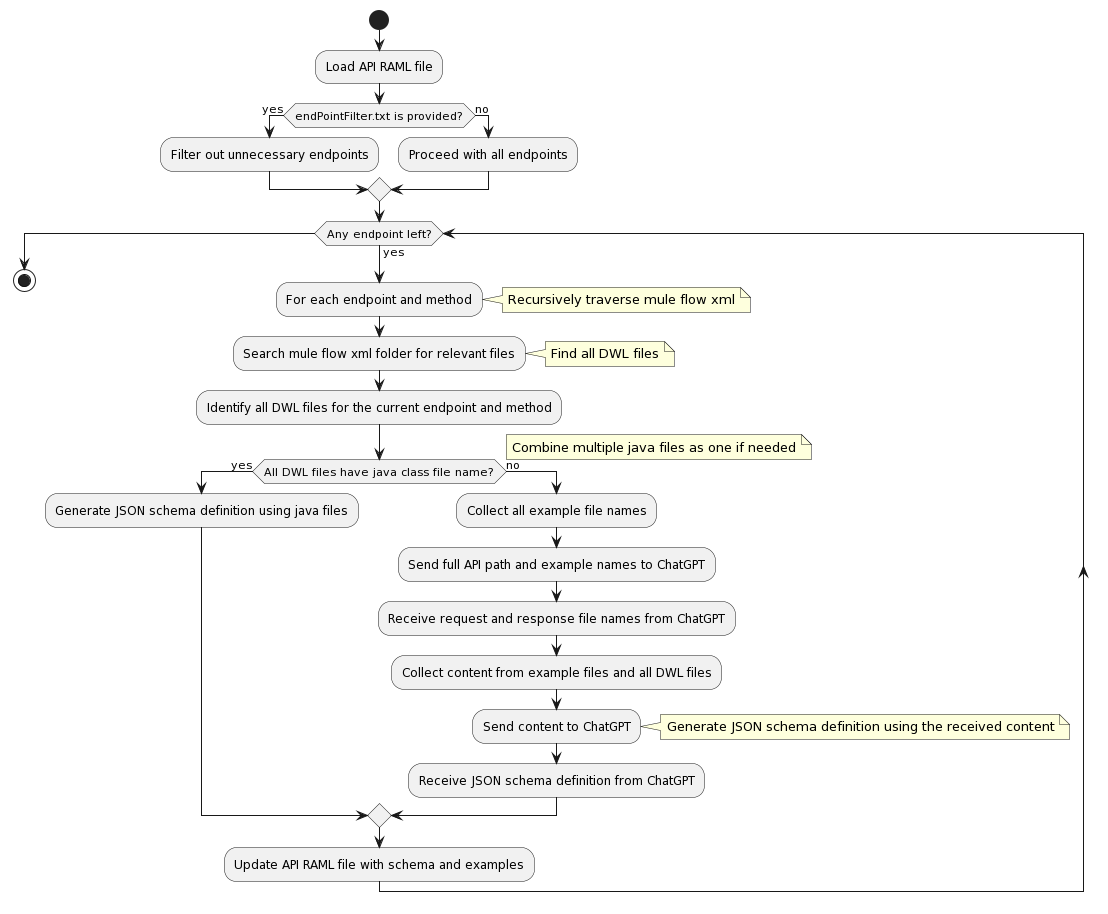 Load API RAML file
yes
endPointFilter.txt is provided?
no
Filter out unnecessary endpoints
Proceed with all endpoints
Any endpoint left?
yes
For each endpoint and method
Recursively traverse mule flow xml
Search mule flow xml folder for relevant files
Find all DWL files
Identify all DWL files for the current endpoint and method
Combine multiple java files as one if needed
yes
All DWL files have java class file name?
no
Generate JSON schema definition using java files
Collect all example file names
Send full API path and example names to ChatGPT
Receive request and response file names from ChatGPT
Collect content from example files and all DWL files
Send content to ChatGPT
Generate JSON schema definition using the received content
Receive JSON schema definition from ChatGPT
Update API RAML file with schema and examples